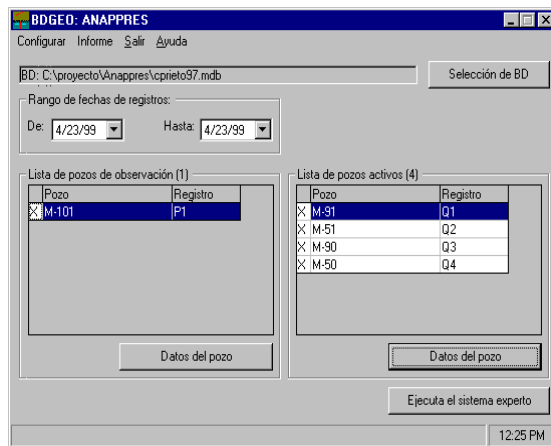 BDGEO: ANAPPRES
Configurar Informe Salir Ayuda
BD: C:\proyecto\Anappres\cprieto97.mdb
Selección de BD
Rango de fechas de registros:
De: 4/23/99 Hasta: 4/23/99
Lista de pozos de observación (1)
Pozo Registro
X M-101 P1
Datos del pozo
Lista de pozos activos (4)
Pozo Registro
X M-91 Q1
X M-51 Q2
X M-90 Q3
X M-50 Q4
Datos del pozo
Ejecuta el sistema experto
12:25 PM